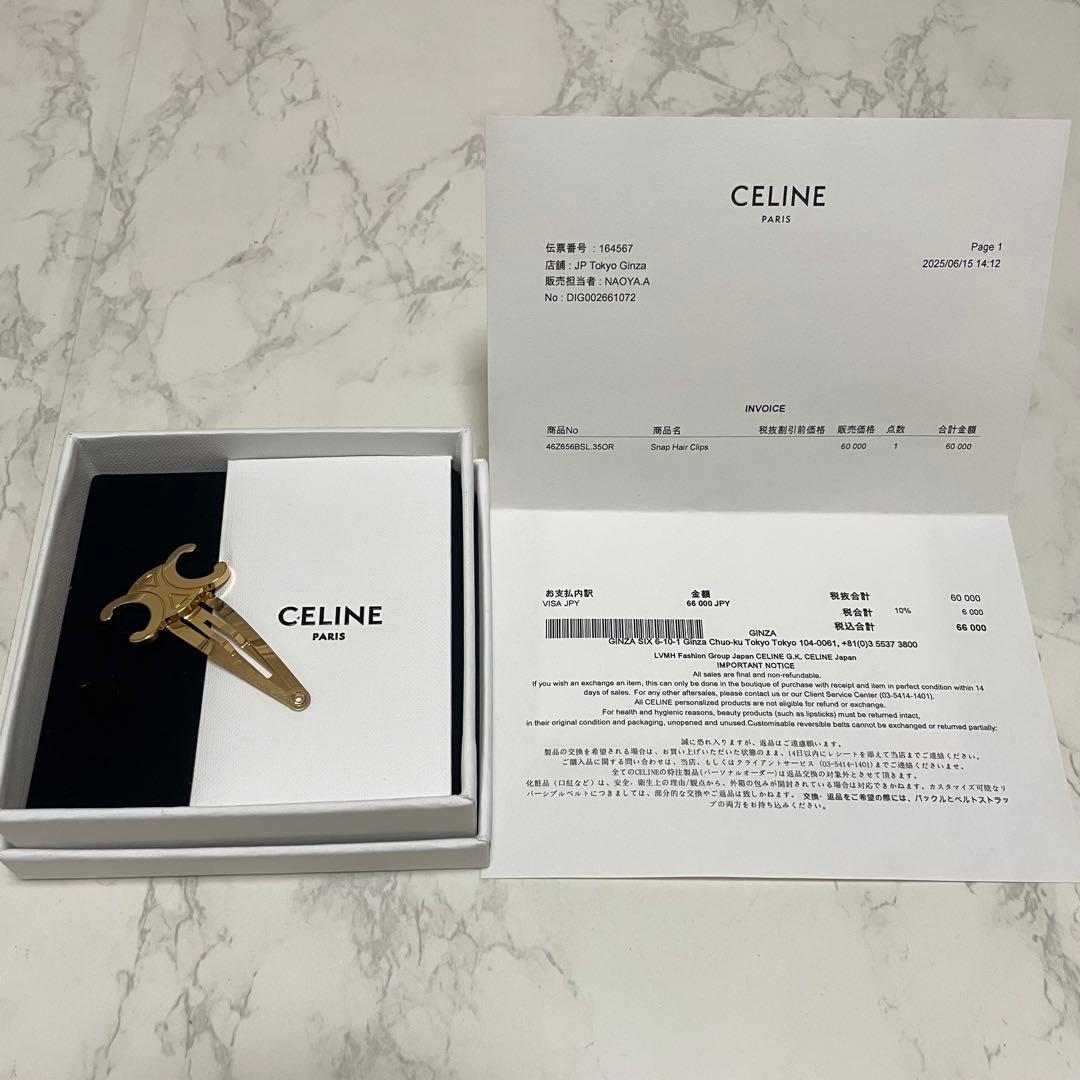 CELINE
PARIS
CELINE
PARIS
伝票番号 : 164567
店舗 : JP Tokyo Ginza
販売担当者 : NAOYA.A
No : DIG002661072
Page 1
2025/06/15 14:12
INVOICE
商品No 商品名 税抜割引前価格 販売価格 点数 合計金額
46Z656BSL.35OR Snap Hair Clips 60 000 1 60 000
お支払内訳 金額 税抜合計 60 000
VISA JPY 66 000 JPY 税合計 10% 6 000
税込合計 66 000
GINZA
GINZA SIX 6-10-1 Ginza Chuo-ku Tokyo Tokyo 104-0061, +81(0)3 5537 3800
LVMH Fashion Group Japan CELINE G.K. CELINE Japan
IMPORTANT NOTICE
All sales are final and non-refundable.
If you wish an exchange an item, this can only be done in the boutique of purchase with receipt and item in perfect condition within 14
days of sales. For any other aftersales, please contact us or our Client Service Center (03-5414-1401).
All CELINE personalized products are not eligible for refund or exchange.
For health and hygienic reasons, beauty products (such as lipsticks) must be returned intact,
in their original condition and packaging, unopened and unused.Customisable reversible belts cannot be exchanged or returned partially:
誠に恐れ入りますが、返品はご遠慮願います。
製品の交換を希望される場合は、お買い上げいただいた状態のまま、14日以内にレシートを添えて当店までご連絡ください。
ご購入品に関する問い合わせは、当店、もしくはクライアントサービス (03-5414-1401)までご連絡くださいませ。
全てのCELINEの特注製品(パーソナルオーダー)は返品交換の対象外とさせて頂きます。
化粧品（口紅など）は、安全・衛生上の理由/観点から、外箱の包みが開封されている場合は対応できかねます。カスタマイズ可能なリ
バーシブルベルトにつきましては、部分的な交換やご返品は致しかねます。 交換・返品をご希望の際には、バックルとベルトストラッ
プの両方をお持ち込みください。